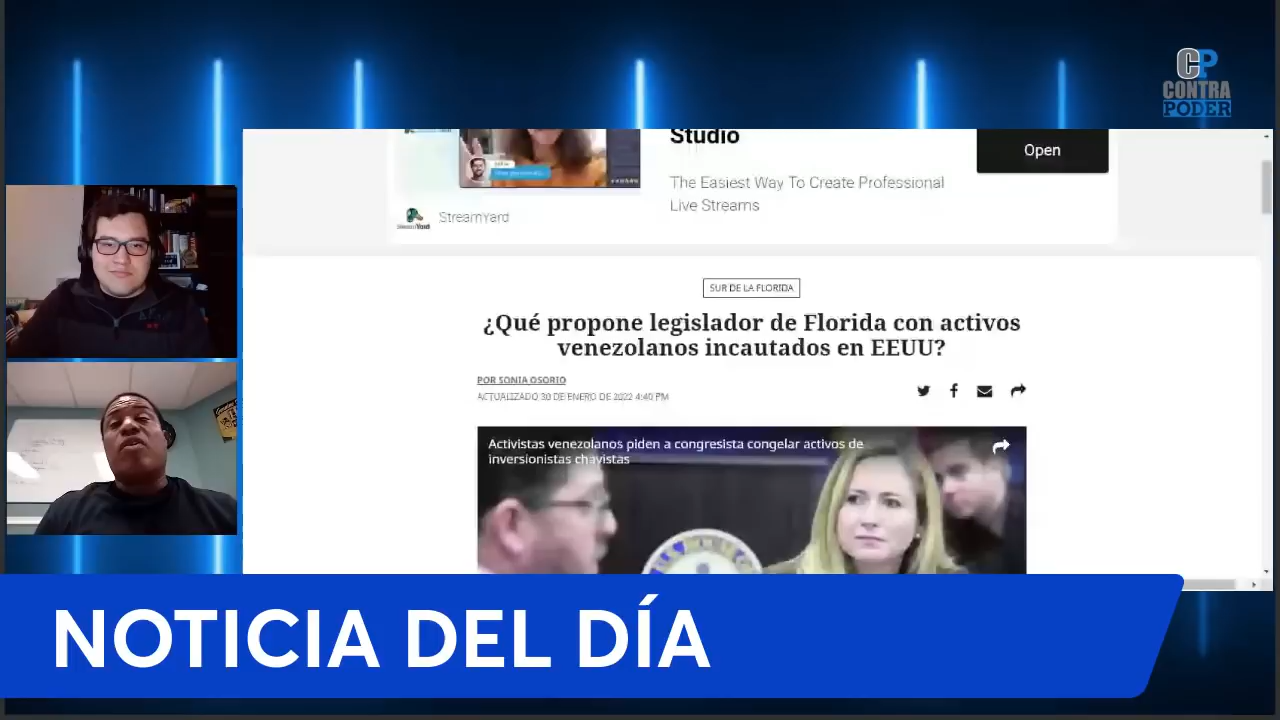 CP
CONTRA
PODER
Studio
Open
The Easiest Way To Create Professional
Live Streams
StreamYard
SUR DE LA FLORIDA
¿Qué propone legislador de Florida con activos
venezolanos incautados en EEUU?
POR SONIA OSORIO
ACTUALIZADO 30 DE ENERO DE 2022 4:40 PM
Activistas venezolanos piden a congresista congelar activos de
inversionistas chavistas
NOTICIA DEL DÍA